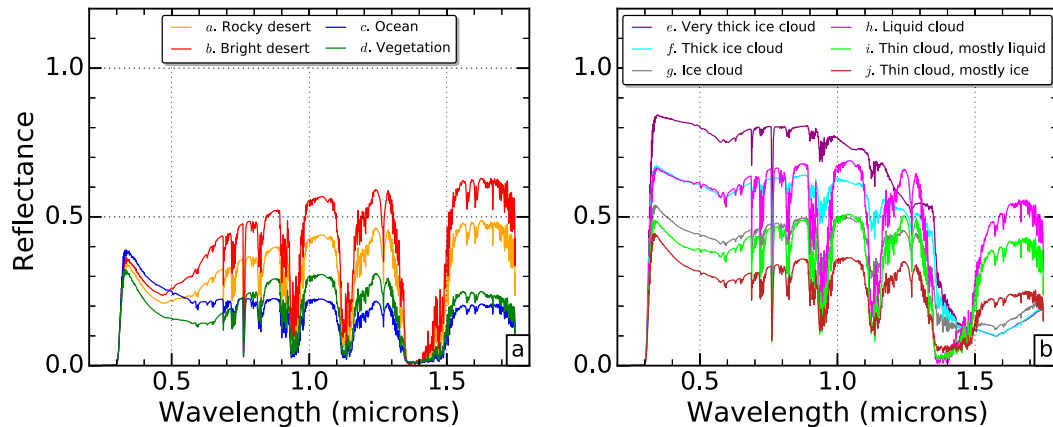 a. Rocky desert
b. Bright desert
c. Ocean
d. Vegetation
1.0
0.5
0.0
Reflectance
0.5
1.0
1.5
Wavelength (microns)
a
e. Very thick ice cloud
f. Thick ice cloud
g. Ice cloud
h. Liquid cloud
i. Thin cloud, mostly liquid
j. Thin cloud, mostly ice
1.0
0.5
0.0
0.5
1.0
1.5
Wavelength (microns)
b